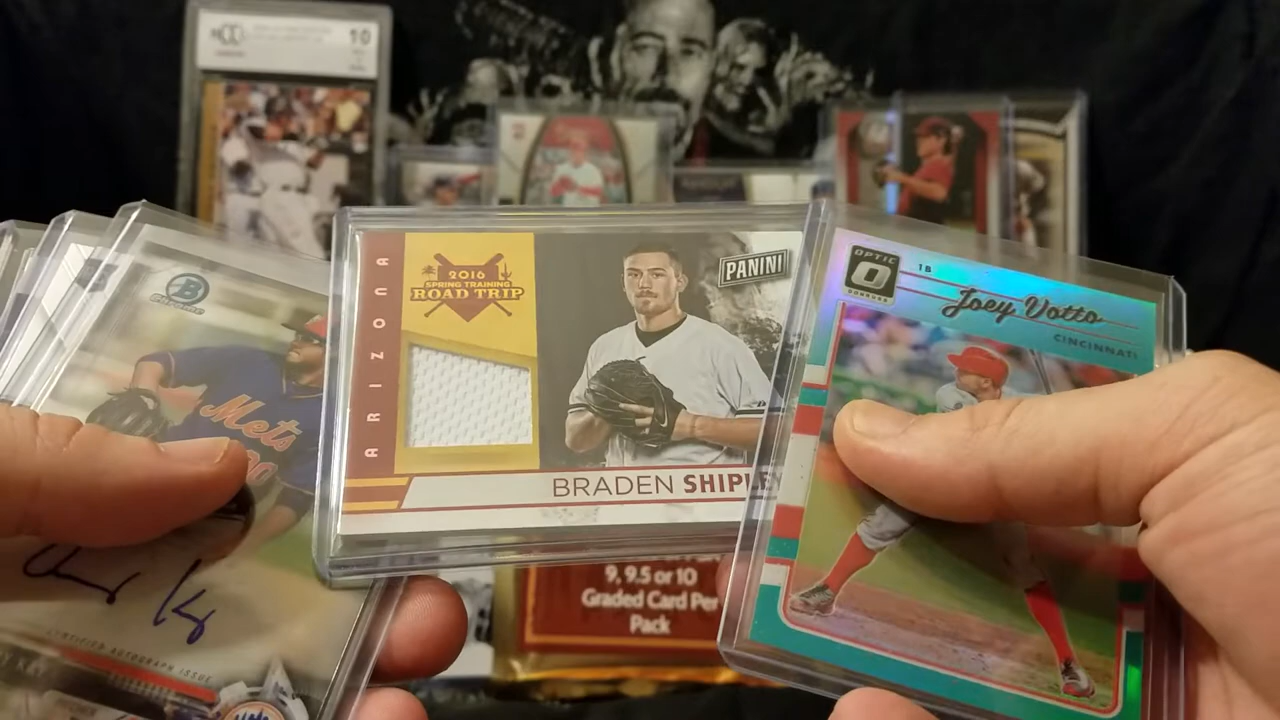 10
B
Mets
CERTIFIED AUTOGRAPH ISSUE
ARIZONA
2016
SPRING TRAINING
ROAD TRIP
PANINI
BRADEN SHIPLEY
OPTIC
DONRUSS
1B
Joey Votto
CINCINNATI
9, 9.5 or 10
Graded Card Per
Pack